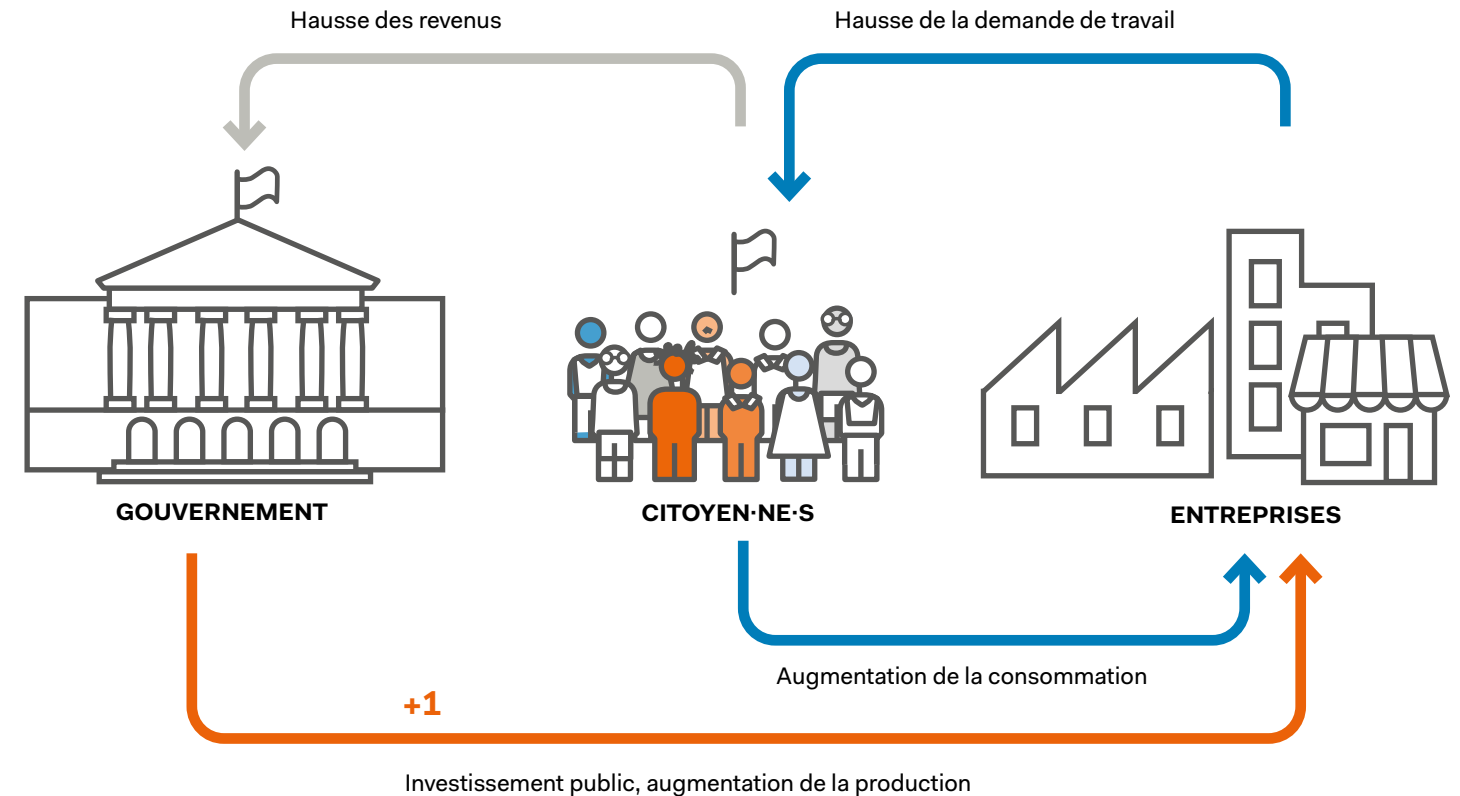 Hausse des revenus
Hausse de la demande de travail
GOUVERNEMENT
CITOYEN·NE·S
ENTREPRISES
Augmentation de la consommation
+1
Investissement public, augmentation de la production